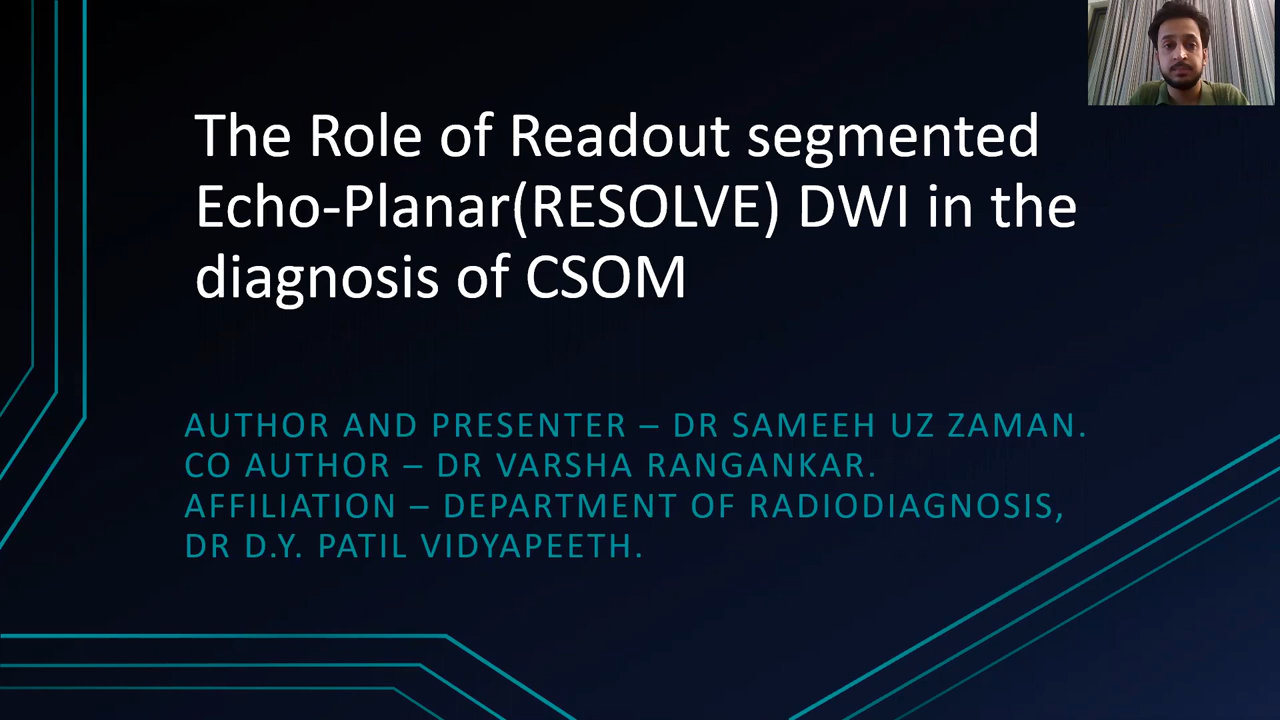 The Role of Readout segmented
Echo-Planar(RESOLVE) DWI in the
diagnosis of CSOM
AUTHOR AND PRESENTER – DR SAMEEH UZ ZAMAN.
CO AUTHOR – DR VARSHA RANGANKAR.
AFFILIATION – DEPARTMENT OF RADIODIAGNOSIS,
DR D.Y. PATIL VIDYAPEETH.